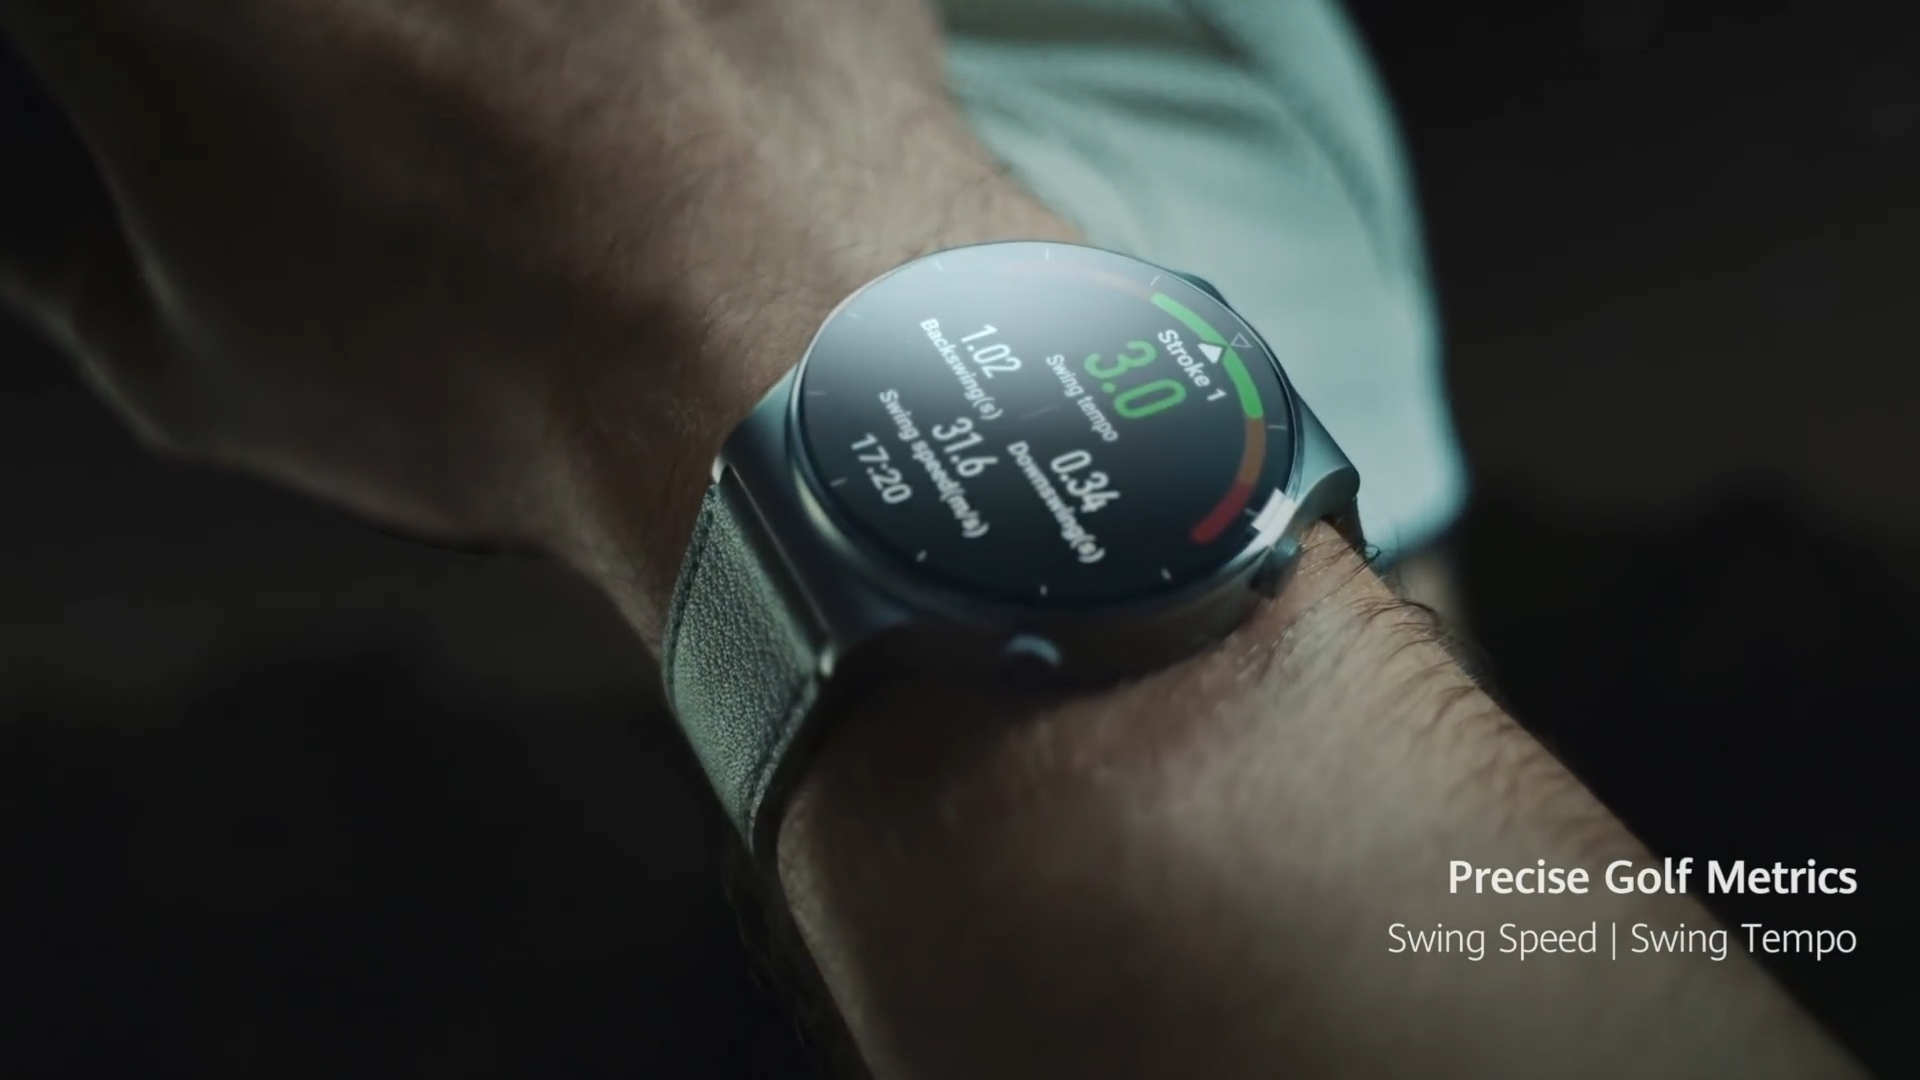 Stroke 1
3.0
Swing tempo
1.02
Backswing(s)
0.34
Downswing(s)
31.6
Swing speed(m/s)
17:20
Precise Golf Metrics
Swing Speed | Swing Tempo